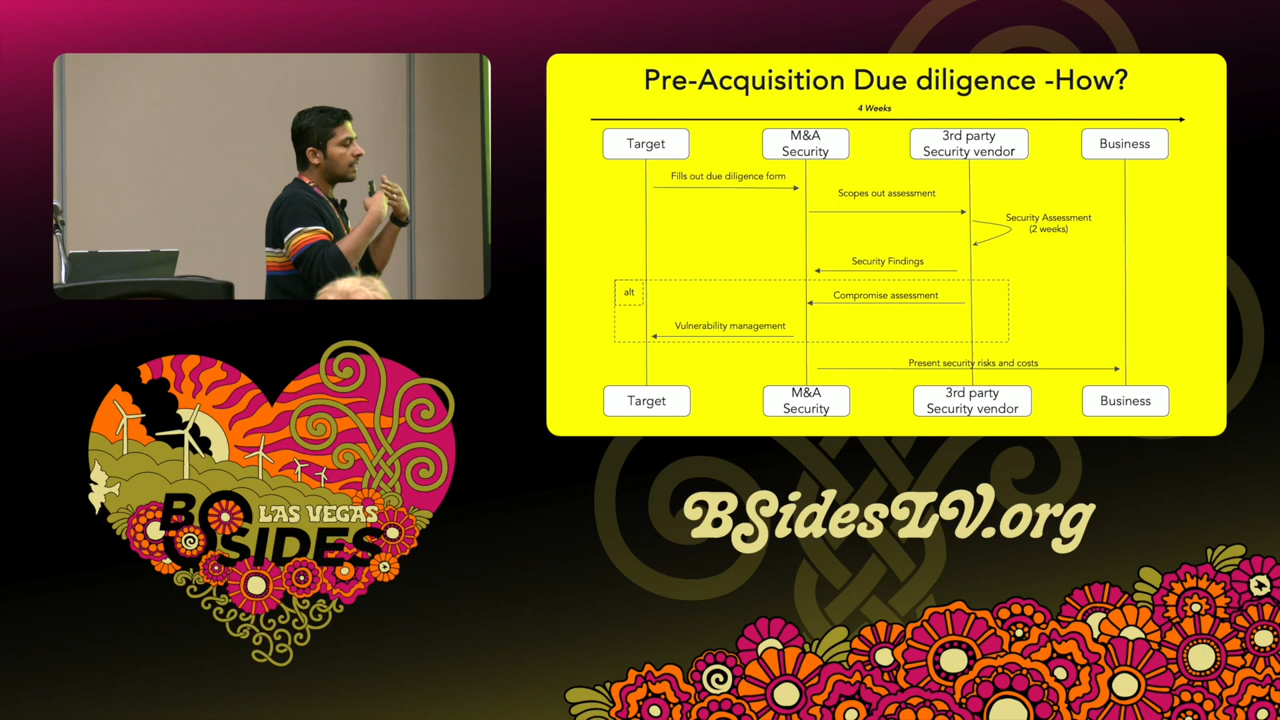 Pre-Acquisition Due diligence -How?
4 Weeks
Target
M&A
Security
3rd party
Security vendor
Business
Fills out due diligence form
Scopes out assessment
Security Assessment
(2 weeks)
Security Findings
alt
Compromise assessment
Vulnerability management
Present security risks and costs
Target
M&A
Security
3rd party
Security vendor
Business
LAS VEGAS
BSIDES
BSidesLV.org